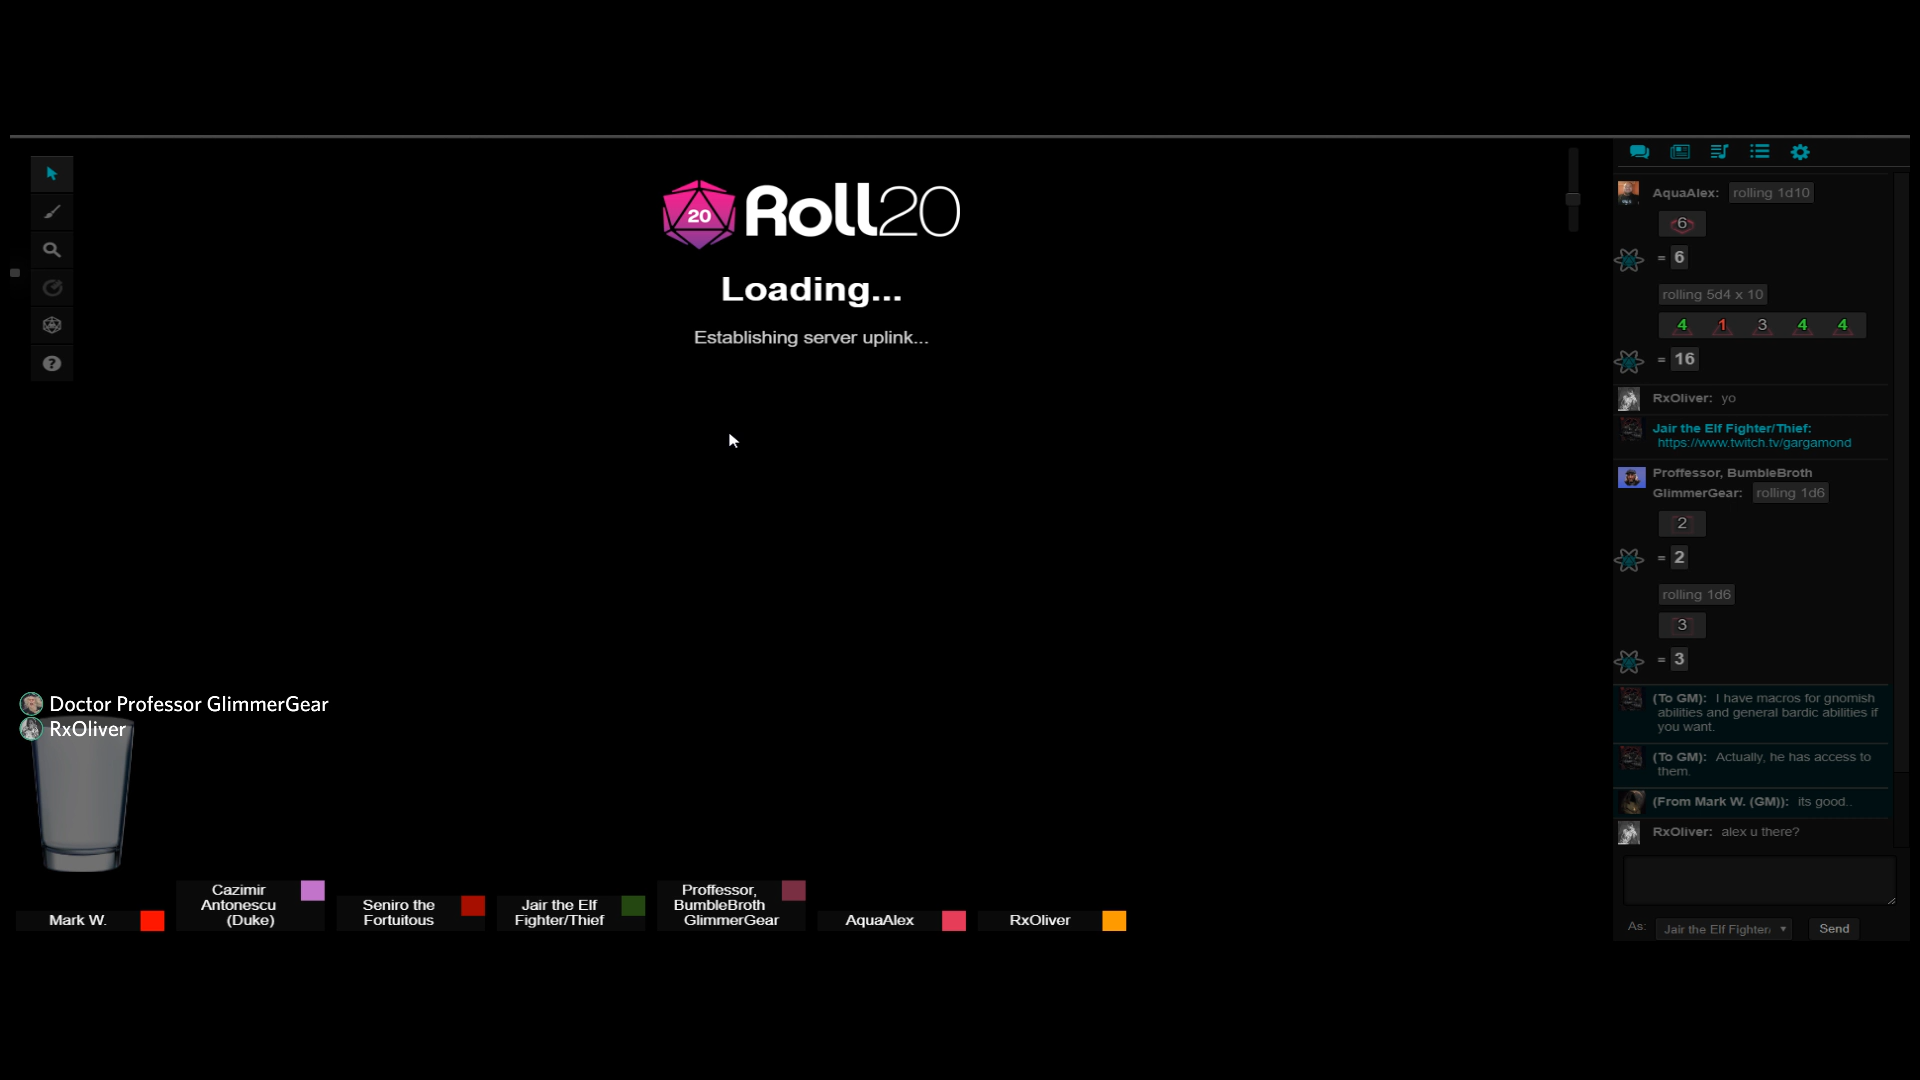 20 Roll20
Loading...
Establishing server uplink...
AquaAlex: rolling 1d10
6
= 6
rolling 5d4 x 10
4 1 3 4 4
= 16
RxOliver: yo
Jair the Elf Fighter/Thief:
https://www.twitch.tv/gargamond
Proffessor, BumbleBroth
GlimmerGear: rolling 1d6
2
= 2
rolling 1d6
3
= 3
(To GM): I have macros for gnomish
abilities and general bardic abilities if
you want.
(To GM): Actually, he has access to
them.
(From Mark W. (GM)): its good..
RxOliver: alex u there?
As: Jair the Elf Fighter/ Send
Doctor Professor GlimmerGear
RxOliver
Mark W.
Cazimir
Antonescu
(Duke)
Seniro the
Fortuitous
Jair the Elf
Fighter/Thief
Proffessor,
BumbleBroth
GlimmerGear
AquaAlex
RxOliver